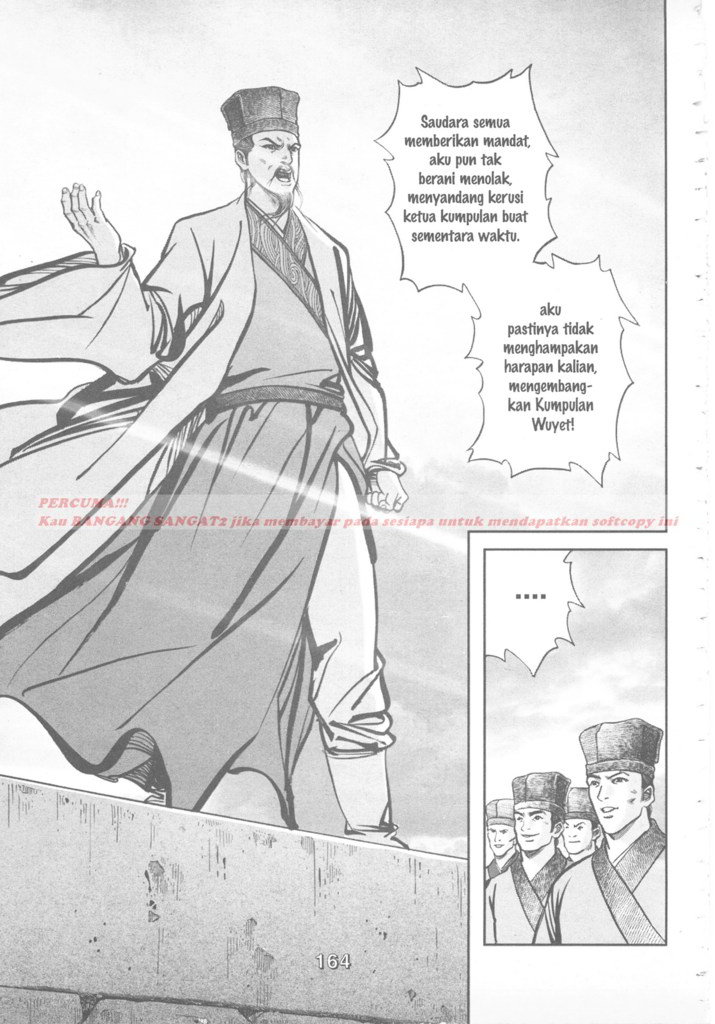 Saudara semua
memberikan mandat,
aku pun tak
berani menolak,
menyandang kerusi
ketua kumpulan buat
sementara waktu.
aku
pastinya tidak
menghampakan
harapan kalian,
mengembang-
kan Kumpulan
Wuyet!
PERCUMA!!!
Kau BANGANG SANGAT2 jika membayar pada sesiapa untuk mendapatkan softcopy ini
....
164